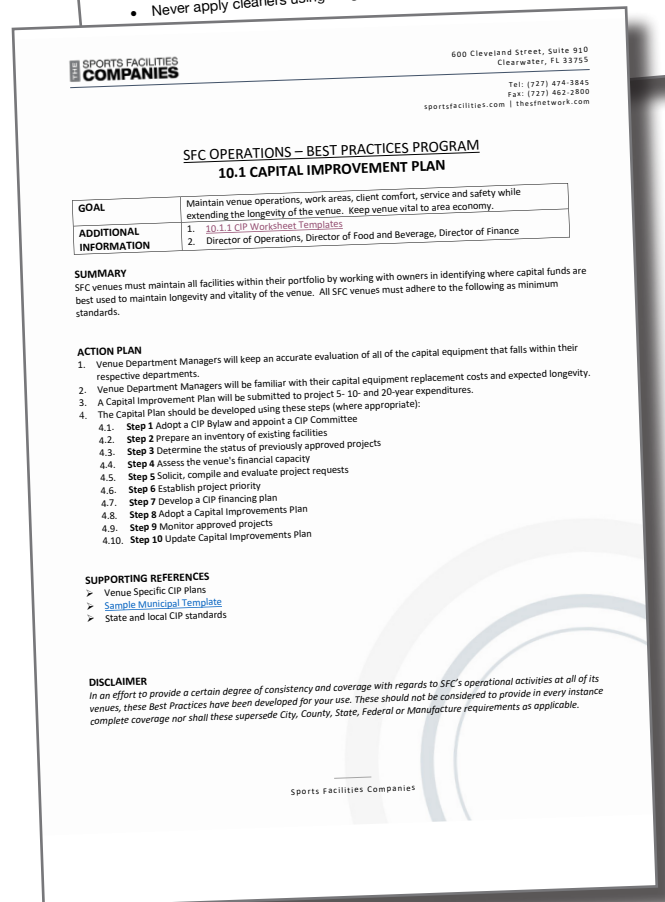 • Never apply cleaners using
THE SPORTS FACILITIES
COMPANIES
600 Cleveland Street, Suite 910
Clearwater, FL 33755
Tel: (727) 474-3845
Fax: (727) 462-2800
sportsfacilities.com | thesfnetwork.com
SFC OPERATIONS – BEST PRACTICES PROGRAM
10.1 CAPITAL IMPROVEMENT PLAN
GOAL
Maintain venue operations, work areas, client comfort, service and safety while
extending the longevity of the venue. Keep venue vital to area economy.
ADDITIONAL
INFORMATION
1. 10.1.1 CIP Worksheet Templates
2. Director of Operations, Director of Food and Beverage, Director of Finance
SUMMARY
SFC venues must maintain all facilities within their portfolio by working with owners in identifying where capital funds are
best used to maintain longevity and vitality of the venue. All SFC venues must adhere to the following as minimum
standards.
ACTION PLAN
1. Venue Department Managers will keep an accurate evaluation of all of the capital equipment that falls within their
respective departments.
2. Venue Department Managers will be familiar with their capital equipment replacement costs and expected longevity.
3. A Capital Improvement Plan will be submitted to project 5- 10- and 20-year expenditures.
4. The Capital Plan should be developed using these steps (where appropriate):
4.1. Step 1 Adopt a CIP Bylaw and appoint a CIP Committee
4.2. Step 2 Prepare an inventory of existing facilities
4.3. Step 3 Determine the status of previously approved projects
4.4. Step 4 Assess the venue's financial capacity
4.5. Step 5 Solicit, compile and evaluate project requests
4.6. Step 6 Establish project priority
4.7. Step 7 Develop a CIP financing plan
4.8. Step 8 Adopt a Capital Improvements Plan
4.9. Step 9 Monitor approved projects
4.10. Step 10 Update Capital Improvements Plan
SUPPORTING REFERENCES
➢ Venue Specific CIP Plans
➢ Sample Municipal Template
➢ State and local CIP standards
DISCLAIMER
In an effort to provide a certain degree of consistency and coverage with regards to SFC's operational activities at all of its
venues, these Best Practices have been developed for your use. These should not be considered to provide in every instance
complete coverage nor shall these supersede City, County, State, Federal or Manufacture requirements as applicable.
Sports Facilities Companies